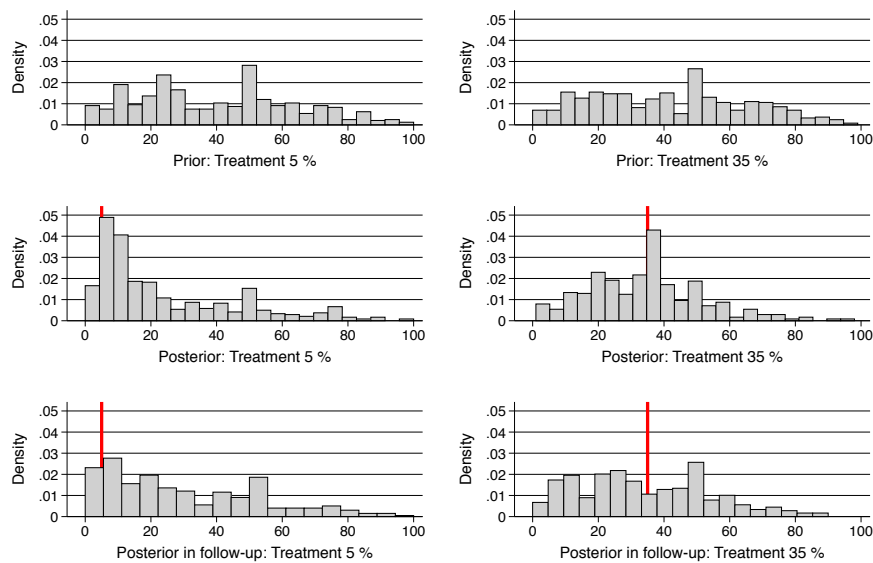 .05
.04
.03
.02
.01
0
Density
0 20 40 60 80 100
Prior: Treatment 5 %
.05
.04
.03
.02
.01
0
Density
0 20 40 60 80 100
Prior: Treatment 35 %
.05
.04
.03
.02
.01
0
Density
0 20 40 60 80 100
Posterior: Treatment 5 %
.05
.04
.03
.02
.01
0
Density
0 20 40 60 80 100
Posterior: Treatment 35 %
.05
.04
.03
.02
.01
0
Density
0 20 40 60 80 100
Posterior in follow-up: Treatment 5 %
.05
.04
.03
.02
.01
0
Density
0 20 40 60 80 100
Posterior in follow-up: Treatment 35 %